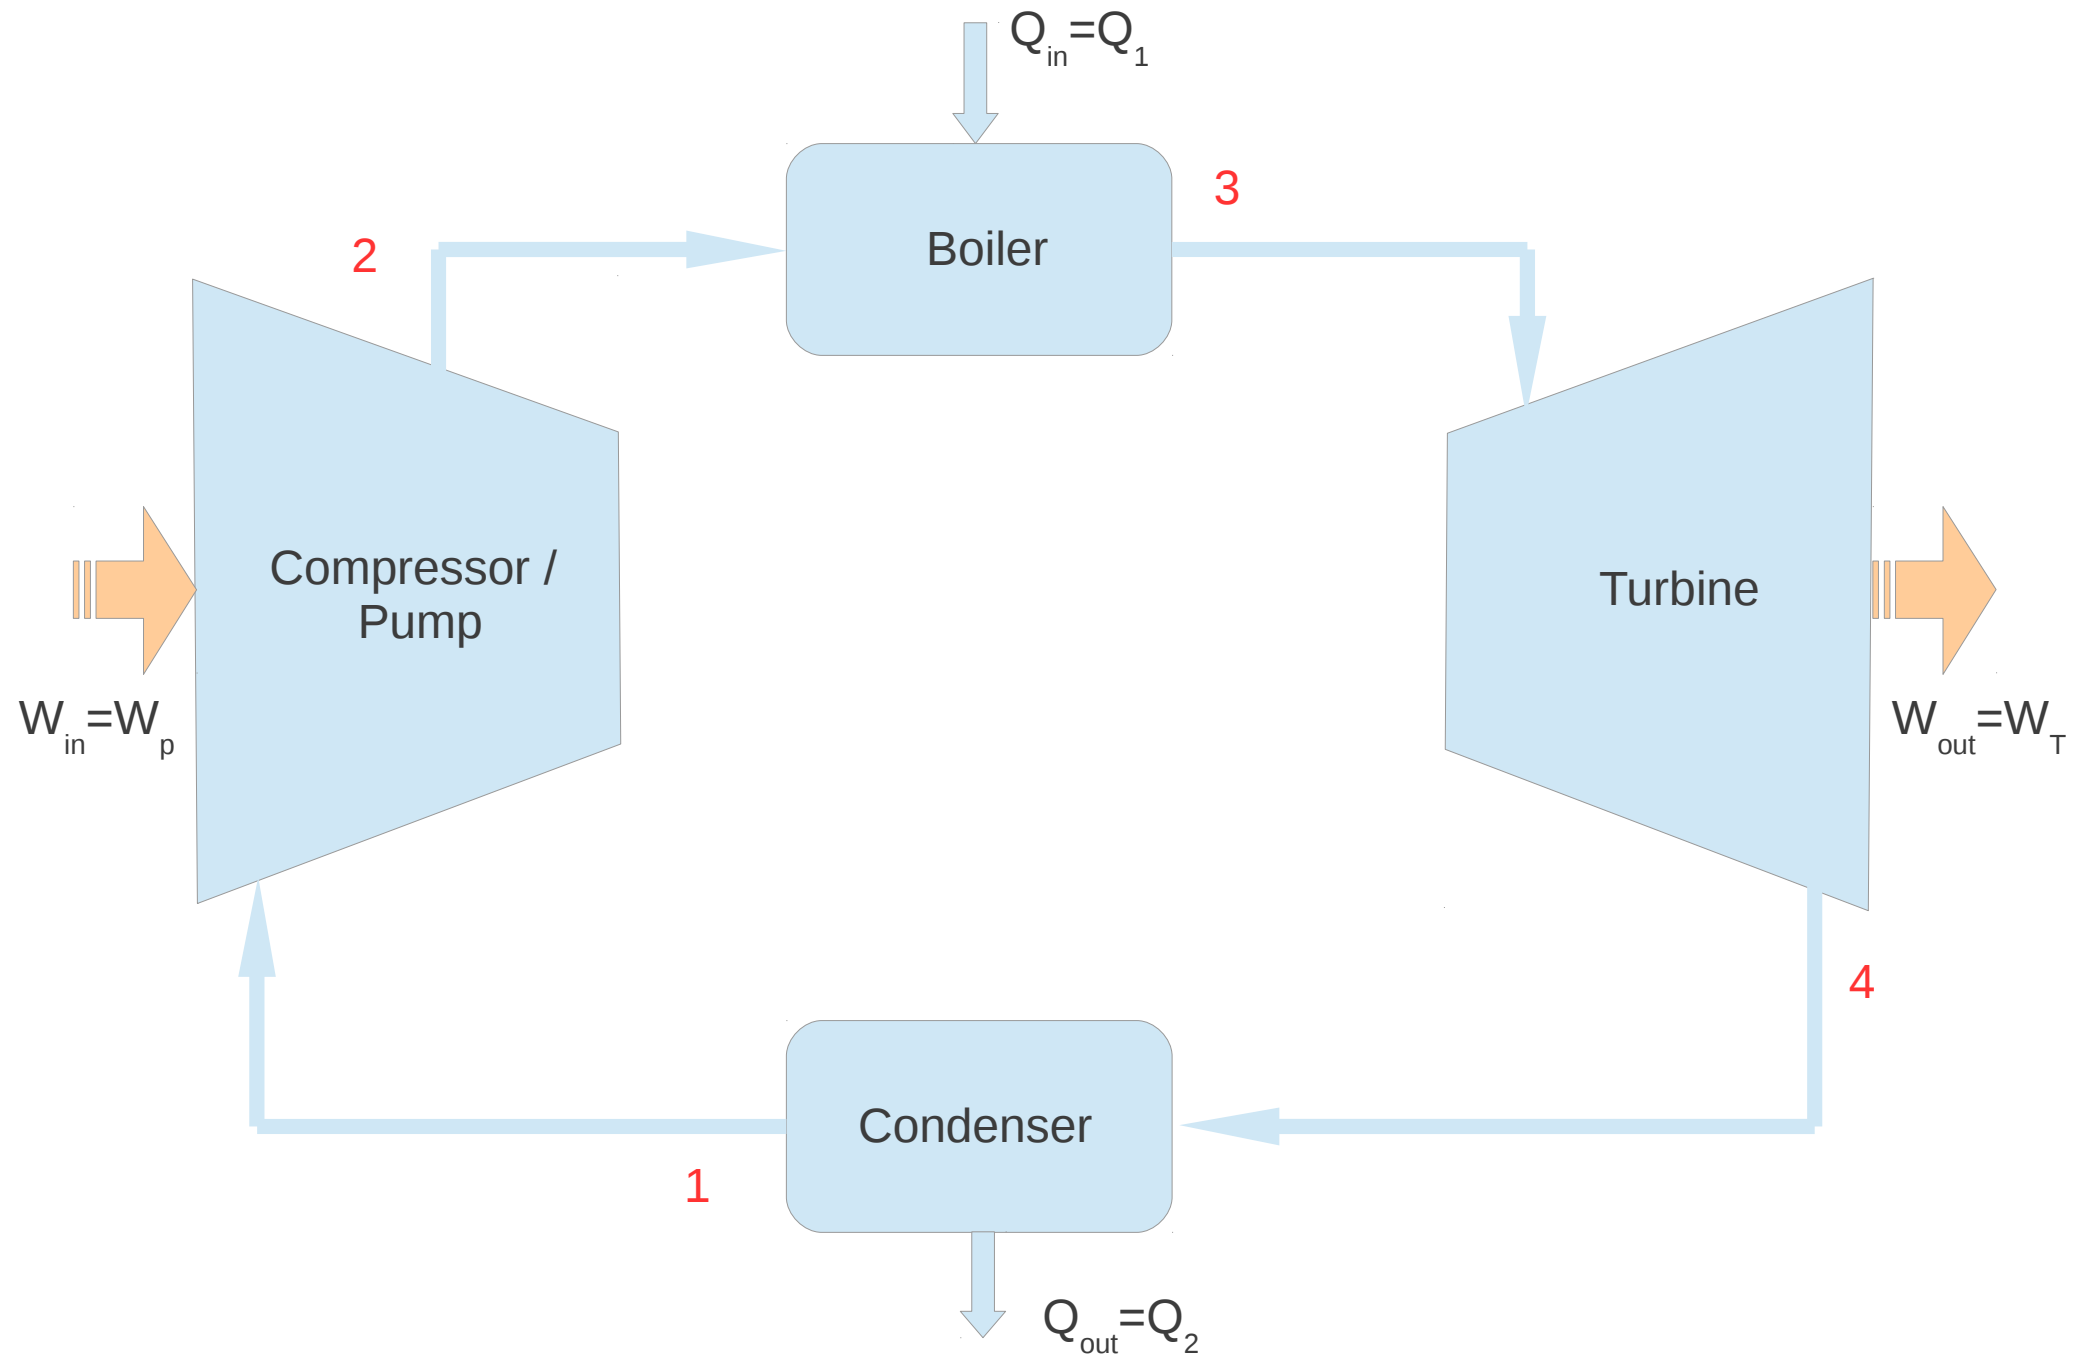 Qin=Q1
3
2
Boiler
Compressor /
Pump
Turbine
Win=Wp
Wout=WT
4
Condenser
1
Qout=Q2